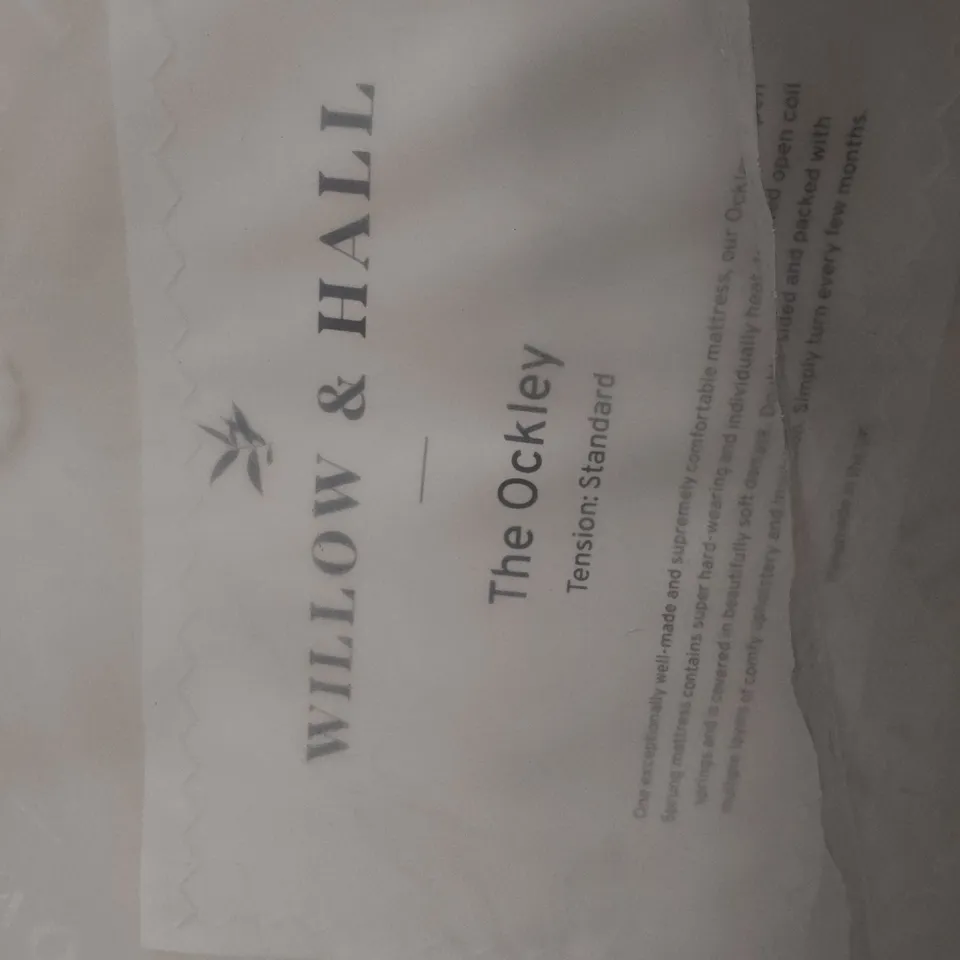 WILLOW & HALL
The Ockley
Tension: Standard
One exceptionally well-made and supremely comfortable mattress, our Ockley
Sprung mattress contains super hard-wearing and individually heat open coil
springs and is covered in beautifully soft damask. sided and packed with
multiple layers of comfy upholstery and Simply turn every few months.